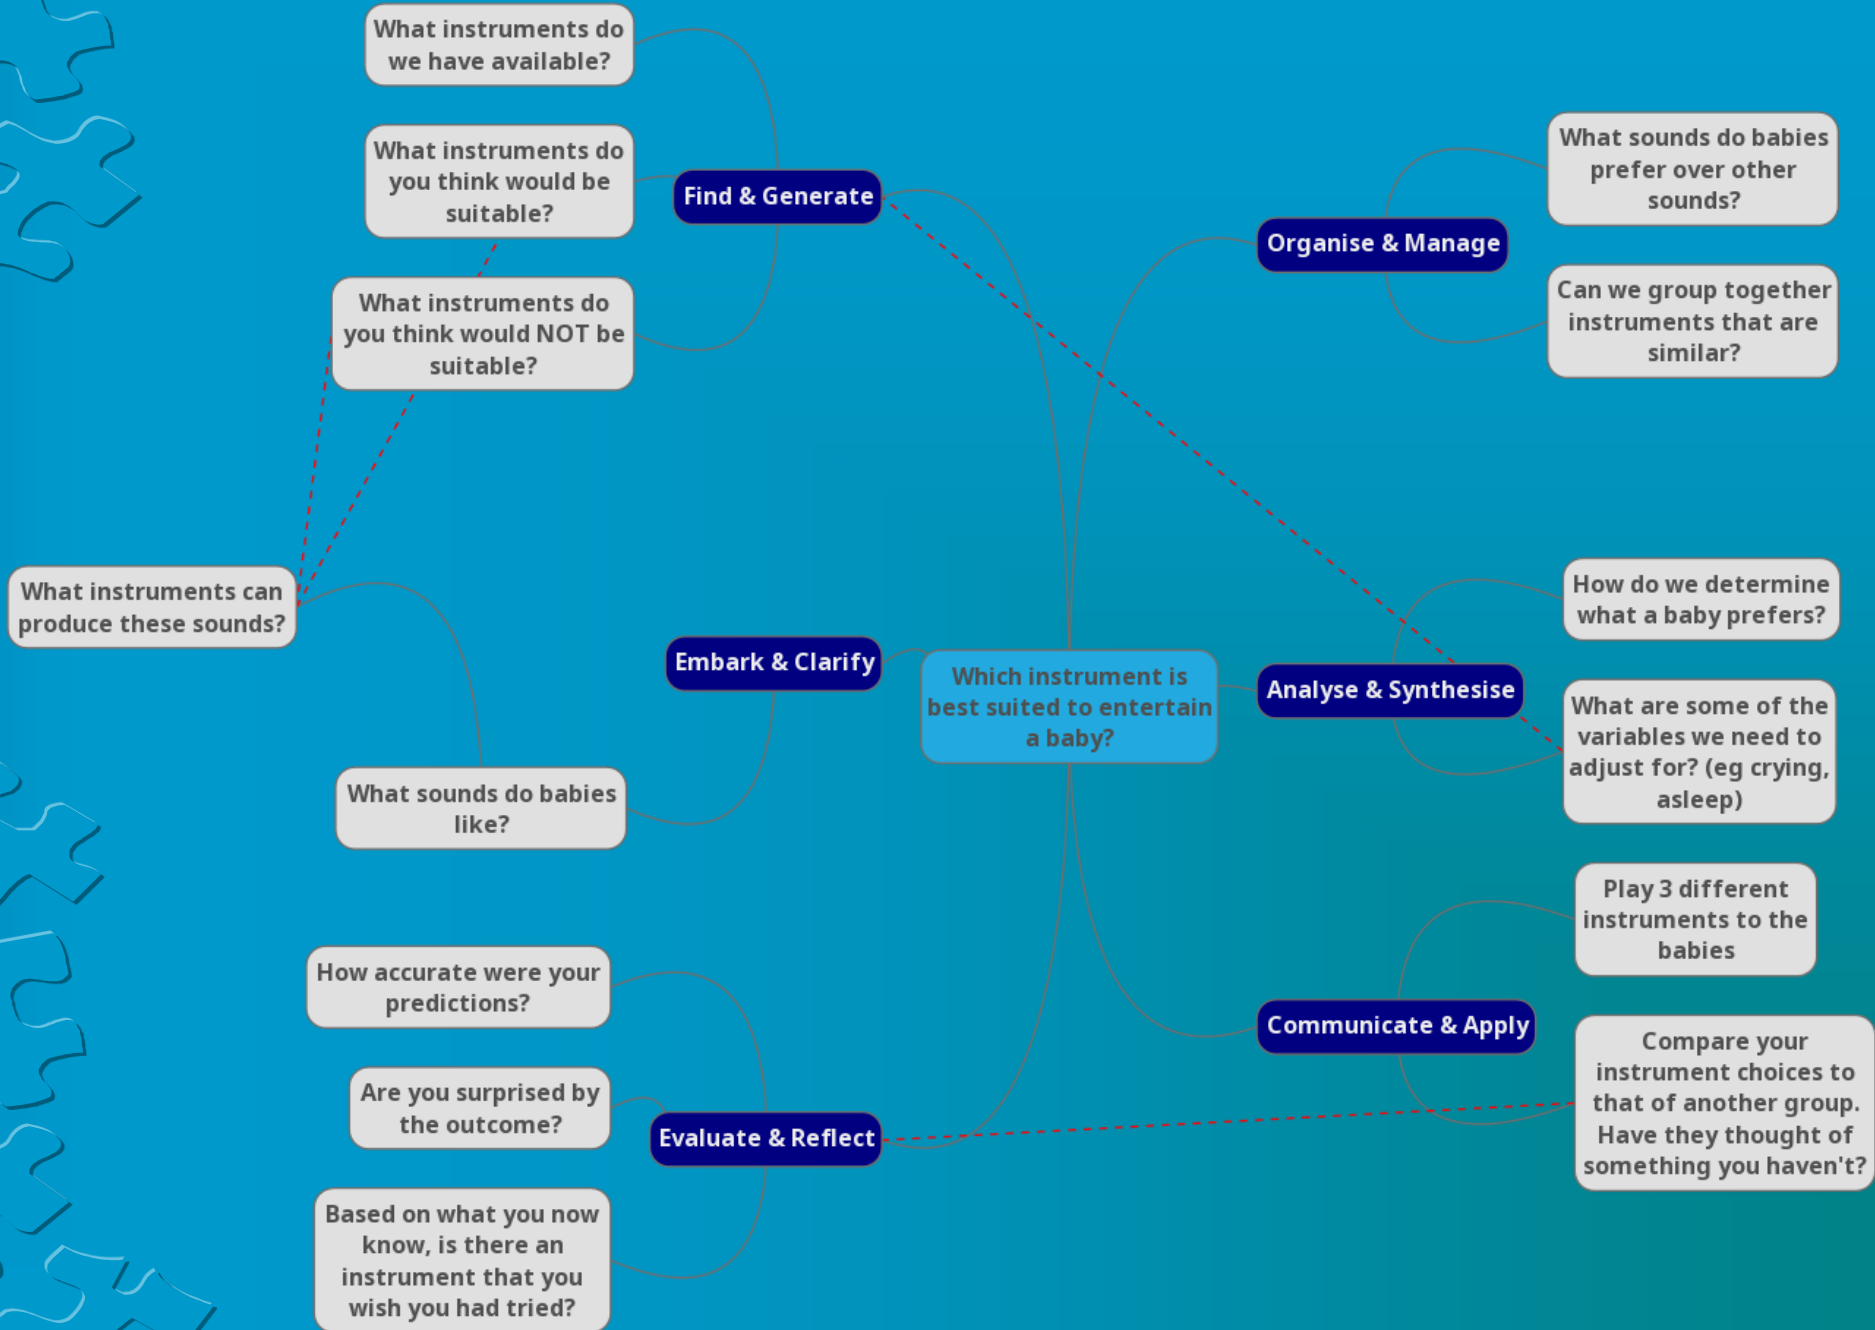 What instruments do
we have available?
What instruments do
you think would be
suitable?
What instruments do
you think would NOT be
suitable?
Find & Generate
What instruments can
produce these sounds?
Embark & Clarify
What sounds do babies
like?
How accurate were your
predictions?
Are you surprised by
the outcome?
Evaluate & Reflect
Based on what you now
know, is there an
instrument that you
wish you had tried?
Which instrument is
best suited to entertain
a baby?
Organise & Manage
What sounds do babies
prefer over other
sounds?
Can we group together
instruments that are
similar?
Analyse & Synthesise
How do we determine
what a baby prefers?
What are some of the
variables we need to
adjust for? (eg crying,
asleep)
Communicate & Apply
Play 3 different
instruments to the
babies
Compare your
instrument choices to
that of another group.
Have they thought of
something you haven't?